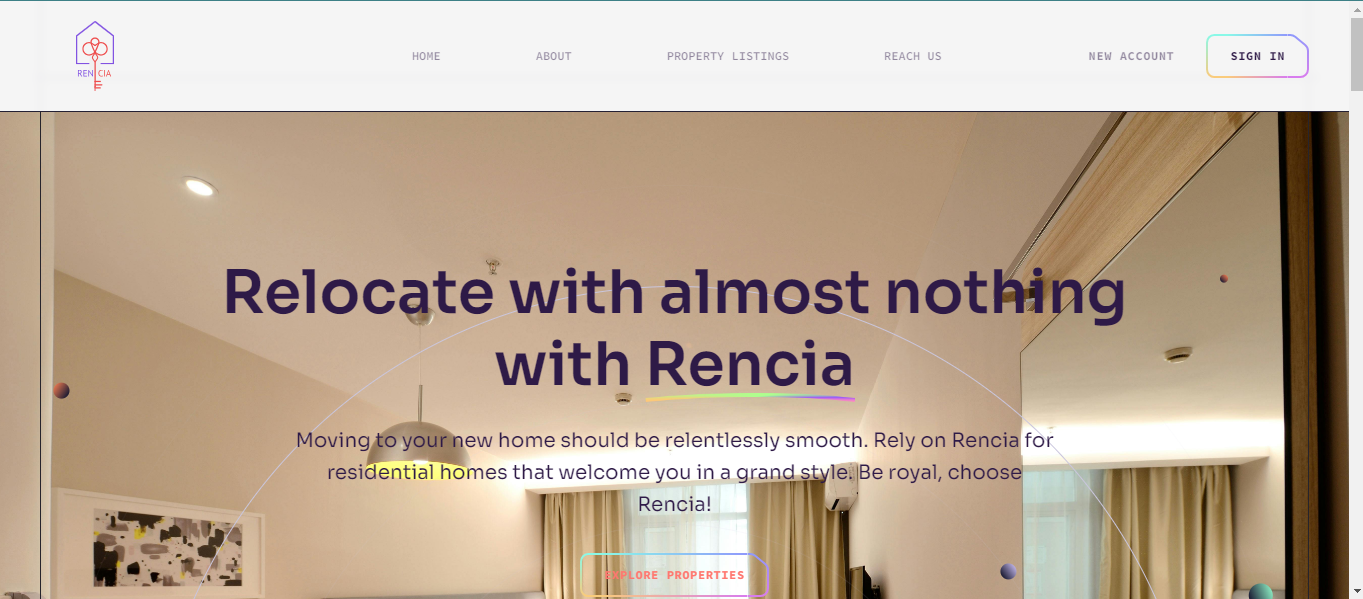 REN CIA
HOME ABOUT PROPERTY LISTINGS REACH US NEW ACCOUNT SIGN IN
Relocate with almost nothing
with Rencia
Moving to your new home should be relentlessly smooth. Rely on Rencia for
residential homes that welcome you in a grand style. Be royal, choose
Rencia!
EXPLORE PROPERTIES